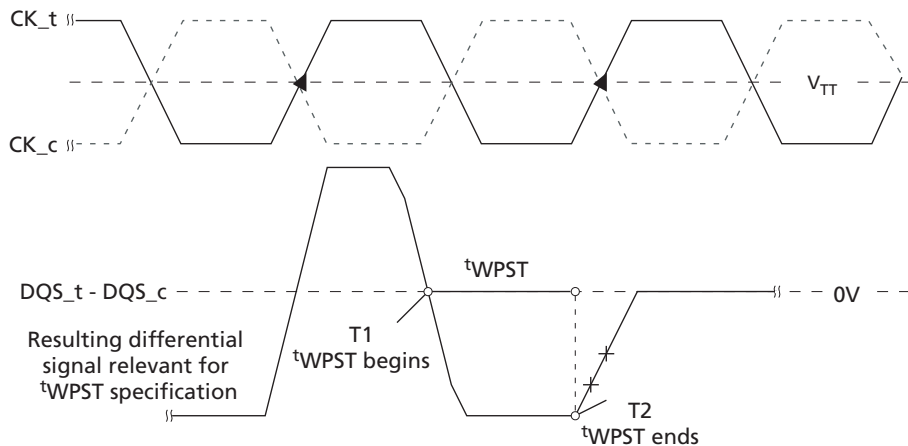 CK_t
V_TT
CK_c
tWPST
DQS_t - DQS_c
0V
T1
tWPST begins
Resulting differential
signal relevant for
tWPST specification
T2
tWPST ends